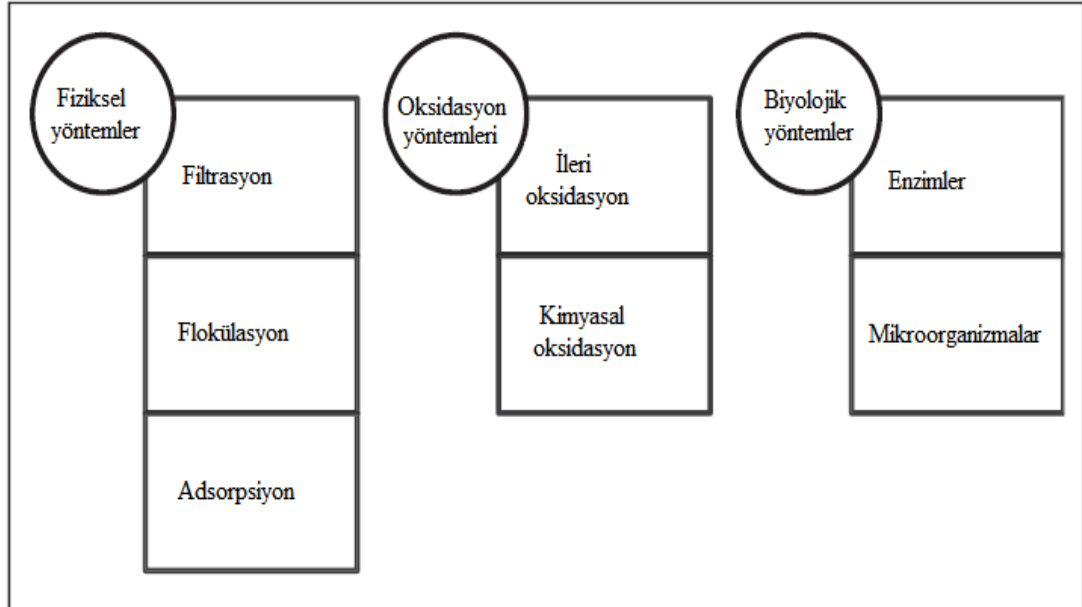 Fiziksel
yöntemler
Filtrasyon
Flokülasyon
Adsorpsiyon
Oksidasyon
yöntemleri
İleri
oksidasyon
Kimyasal
oksidasyon
Biyolojik
yöntemler
Enzimler
Mikroorganizmalar